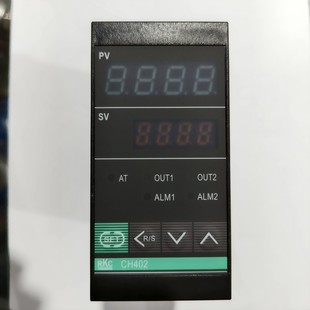 PV
8.8.8.8
SV
8.8.8.8
AT OUT1 OUT2
ALM1 ALM2
SET <R/S
RKC CH402